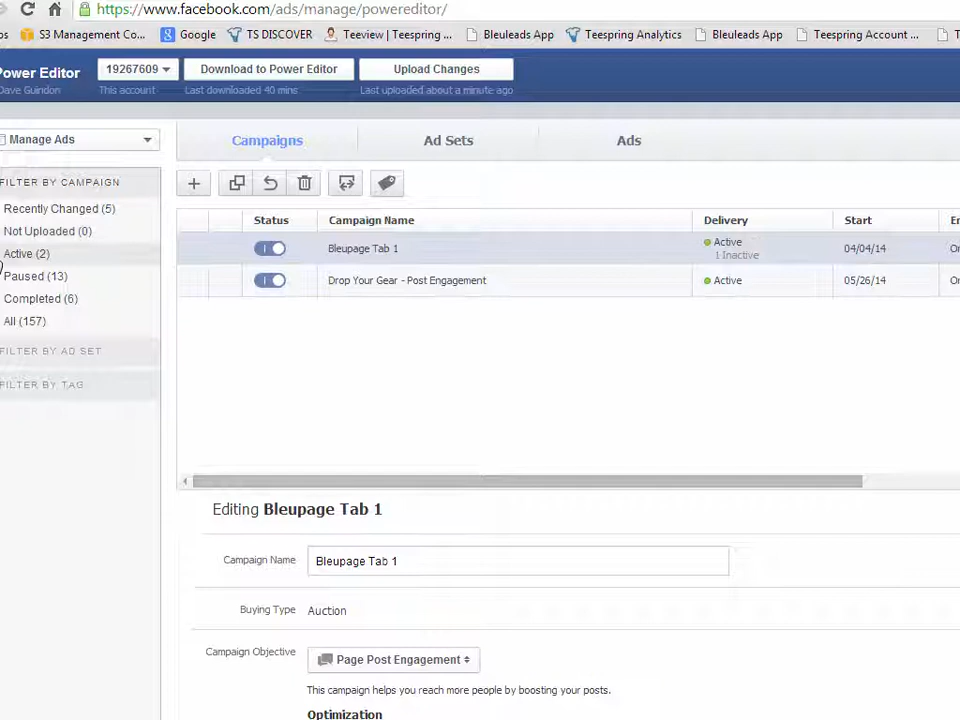 https://www.facebook.com/ads/manage/powereditor/
S3 Management Co... Google TS DISCOVER Teeview | Teespring ... Bleuleads App Teespring Analytics Bleuleads App Teespring Account ...
Power Editor 19267609 Download to Power Editor Upload Changes
Dave Guindon This account Last downloaded 40 mins Last uploaded about a minute ago
Manage Ads Campaigns Ad Sets Ads
FILTER BY CAMPAIGN
Recently Changed (5)
Not Uploaded (0)
Active (2)
Paused (13)
Completed (6)
All (157)
FILTER BY AD SET
FILTER BY TAG
Status Campaign Name Delivery Start
Bleupage Tab 1 Active 1 Inactive 04/04/14
Drop Your Gear - Post Engagement Active 05/26/14
Editing Bleupage Tab 1
Campaign Name Bleupage Tab 1
Buying Type Auction
Campaign Objective Page Post Engagement
This campaign helps you reach more people by boosting your posts.
Optimization